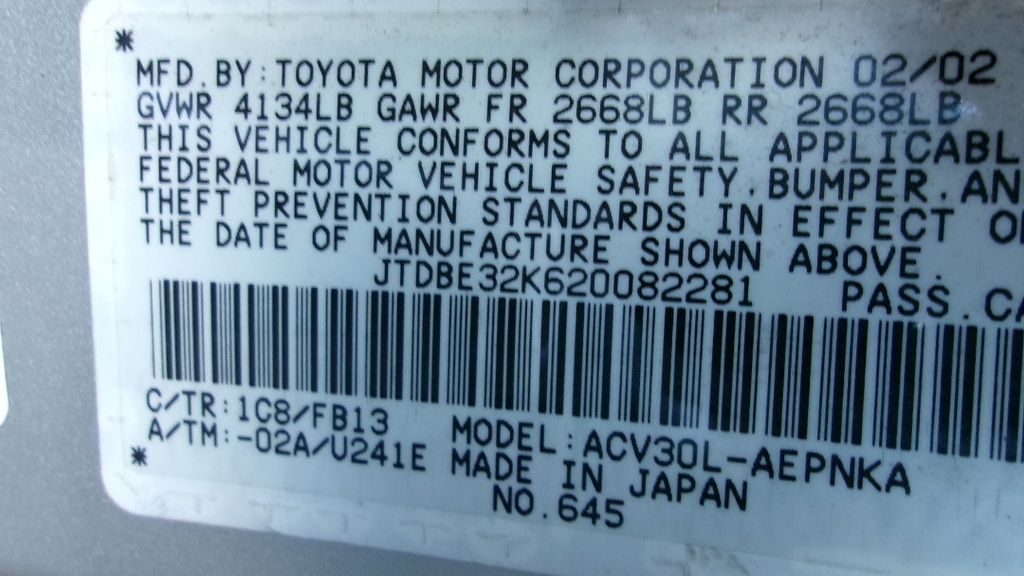 *
MFD. BY: TOYOTA MOTOR CORPORATION 02/02
GVWR 4134LB GAWR FR 2668LB RR 2668LB
THIS VEHICLE CONFORMS TO ALL APPLICABL
FEDERAL MOTOR VEHICLE SAFETY, BUMPER, AN
THEFT PREVENTION STANDARDS IN EFFECT O
THE DATE OF MANUFACTURE SHOWN ABOVE.
JTDBE32K620082281 PASS. CA
C/TR: 1C8/FB13
A/TM: -02A/U241E
MODEL: ACV30L-AEPNKA
MADE IN JAPAN
NO. 645
*